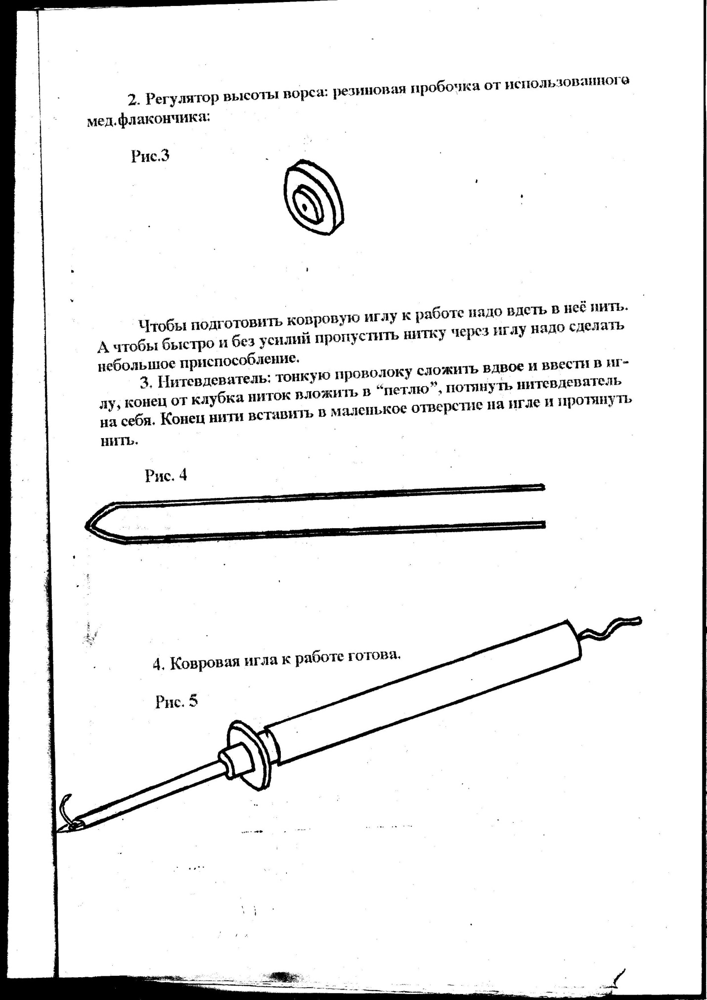 2. Регулятор высоты ворса: резиновая пробочка от использованного
мед.флакончика:
Рис.3
Чтобы подготовить ковровую иглу к работе надо вдеть в неё нить.
А чтобы быстро и без усилий пропустить нитку через иглу надо сделать
небольшое приспособление.
3. Нитевдеватель: тонкую проволоку сложить вдвое и ввести в иг-
лу, конец от клубка ниток вложить в “петлю”, потянуть нитевдеватель
на себя. Конец нити вставить в маленькое отверстие на игле и протянуть
нить.
Рис. 4
4. Ковровая игла к работе готова.
Рис. 5